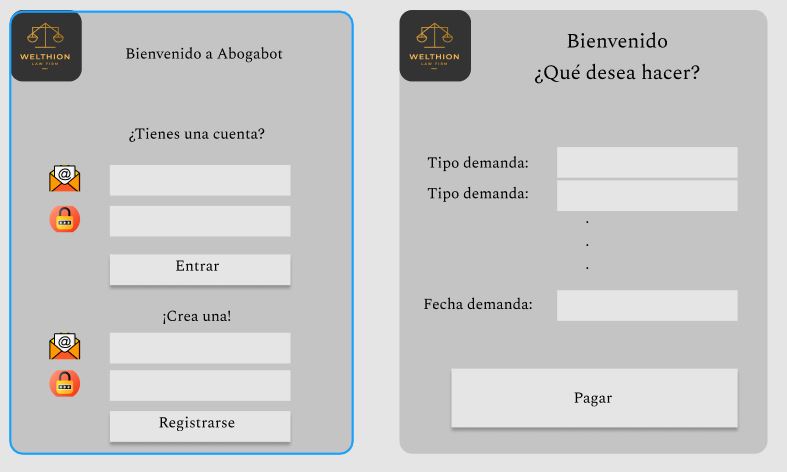 WELTHION
LAW FIRM
Bienvenido a Abogabot
¿Tienes una cuenta?
@
Entrar
¡Crea una!
@
Registrarse
WELTHION
LAW FIRM
Bienvenido
¿Qué desea hacer?
Tipo demanda:
Tipo demanda:
.
.
.
Fecha demanda:
Pagar